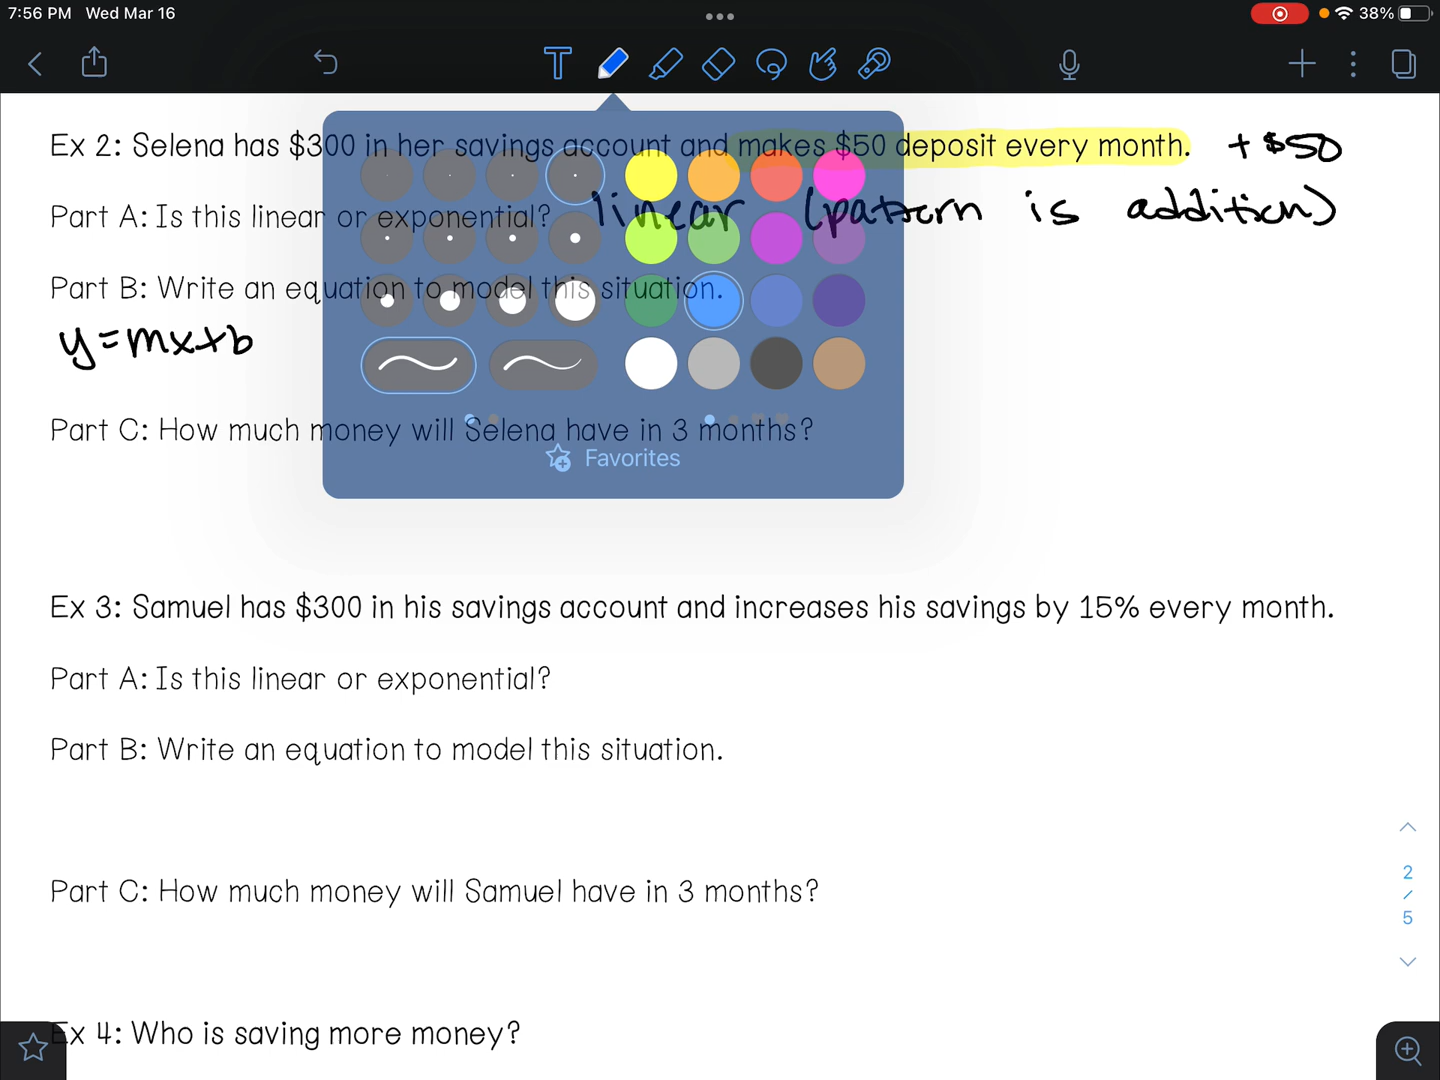 7:56 PM Wed Mar 16
38%
Ex 2: Selena has $300 in her savings account and makes $50 deposit every month. + $50
Part A: Is this linear or exponential? linear (pattern is addition)
Part B: Write an equation to model this situation.
y=mx+b
Part C: How much money will Selena have in 3 months?
Favorites
Ex 3: Samuel has $300 in his savings account and increases his savings by 15% every month.
Part A: Is this linear or exponential?
Part B: Write an equation to model this situation.
2
/
5
Part C: How much money will Samuel have in 3 months?
Ex 4: Who is saving more money?